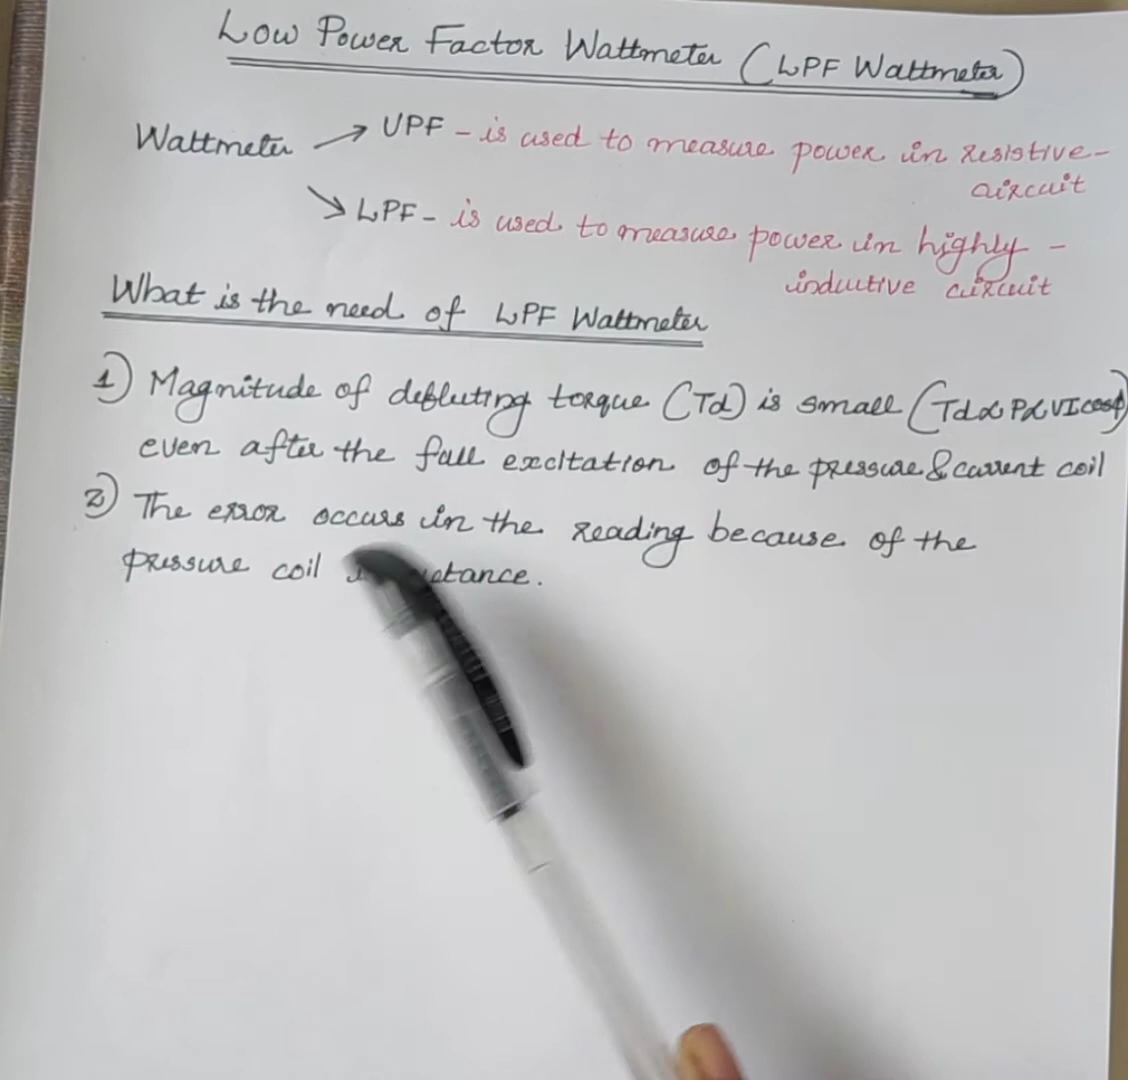 Low Power Factor Wattmeter (LPF Wattmeter)
Wattmeter → UPF - is used to measure power in resistive-
circuit
↘ LPF - is used to measure power in highly -
inductive circuit
What is the need of LPF Wattmeter
1) Magnitude of deflecting torque (Td) is small (Td∝P∝VIcosϕ)
even after the full excitation of the pressure & current coil
2) The error occurs in the reading because of the
pressure coil